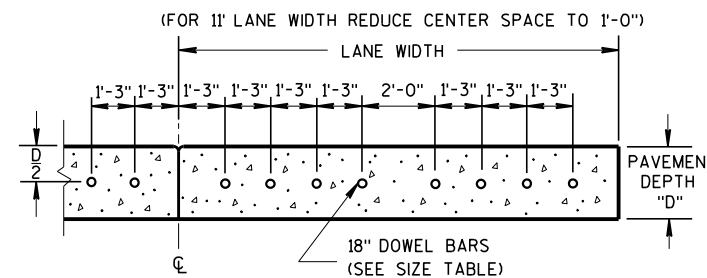 (FOR 11' LANE WIDTH REDUCE CENTER SPACE TO 1'-0")
LANE WIDTH
1'-3" 1'-3" 1'-3" 1'-3" 1'-3" 1'-3" 2'-0" 1'-3" 1'-3" 1'-3"
D
2
PAVEMEN
DEPTH
"D"
18" DOWEL BARS
(SEE SIZE TABLE)
℄